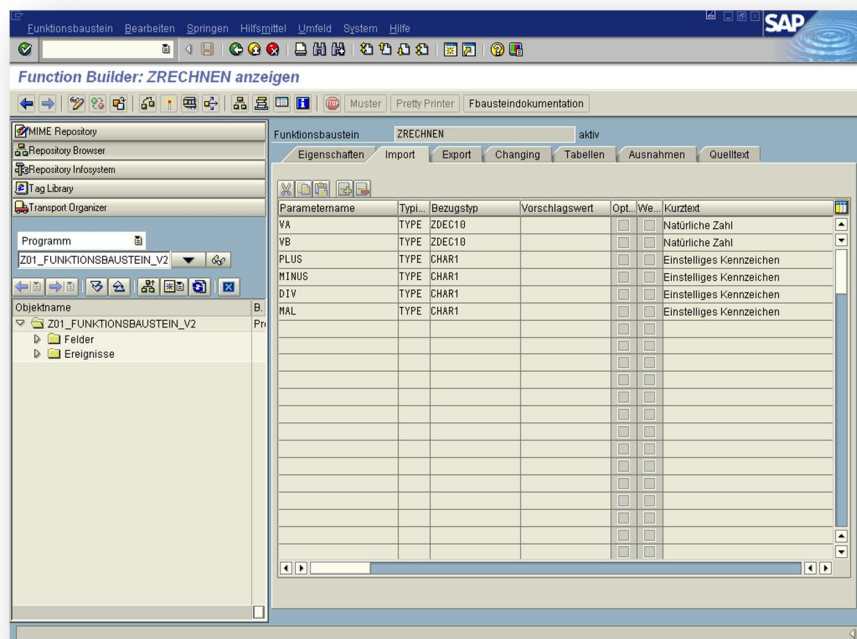 Funktionsbaustein Bearbeiten Springen Hilfsmittel Umfeld System Hilfe
SAP
Function Builder: ZRECHNEN anzeigen
Muster Pretty Printer Fbausteindokumentation
MIME Repository
Repository Browser
Repository Infosystem
Tag Library
Transport Organizer
Programm
Z01_FUNKTIONSBAUSTEIN_V2
Objektname B.
Z01_FUNKTIONSBAUSTEIN_V2 Pr
Felder
Ereignisse
Funktionsbaustein ZRECHNEN aktiv
Eigenschaften Import Export Changing Tabellen Ausnahmen Quelltext
Parametername Typi... Bezugstyp Vorschlagswert Opt... We... Kurztext
VA TYPE ZDEC10 Natürliche Zahl
VB TYPE ZDEC10 Natürliche Zahl
PLUS TYPE CHAR1 Einstelliges Kennzeichen
MINUS TYPE CHAR1 Einstelliges Kennzeichen
DIV TYPE CHAR1 Einstelliges Kennzeichen
MAL TYPE CHAR1 Einstelliges Kennzeichen